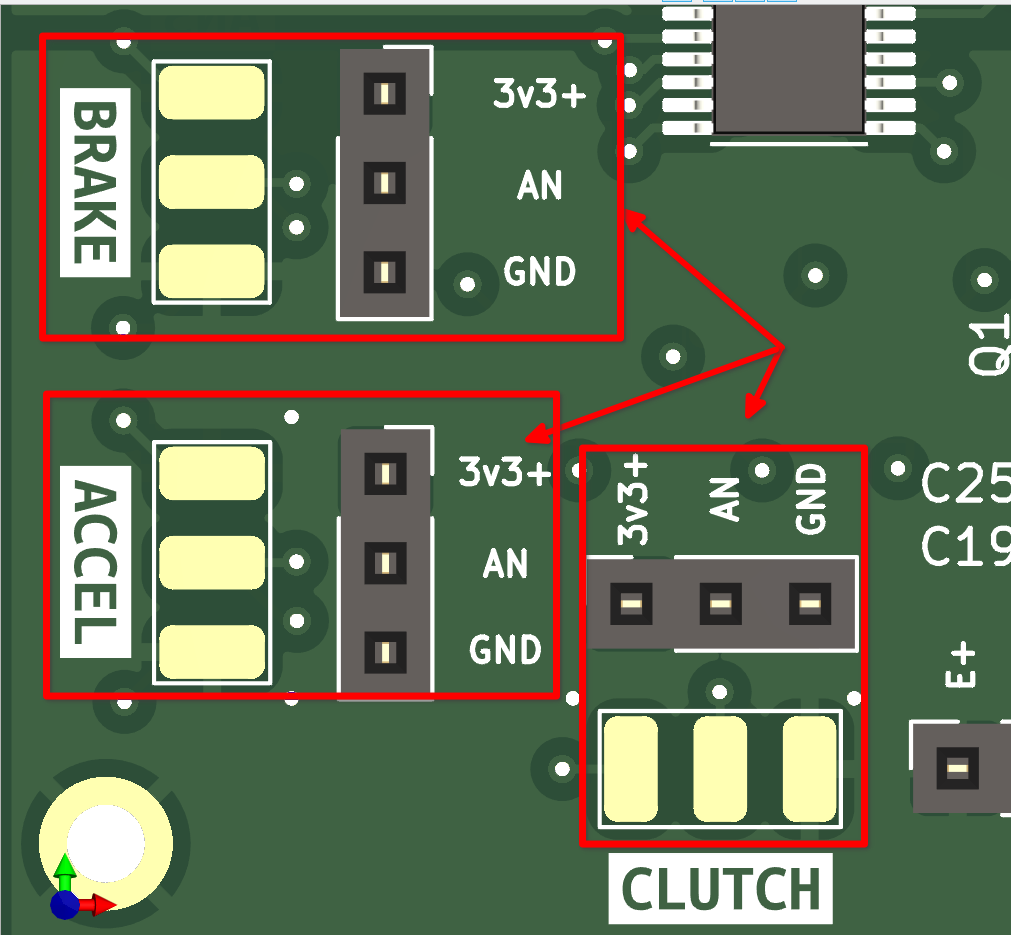 BRAKE
3v3+
AN
GND
Q1
ACCEL
3v3+
AN
GND
3v3+
AN
GND
C25
C19
E+
CLUTCH